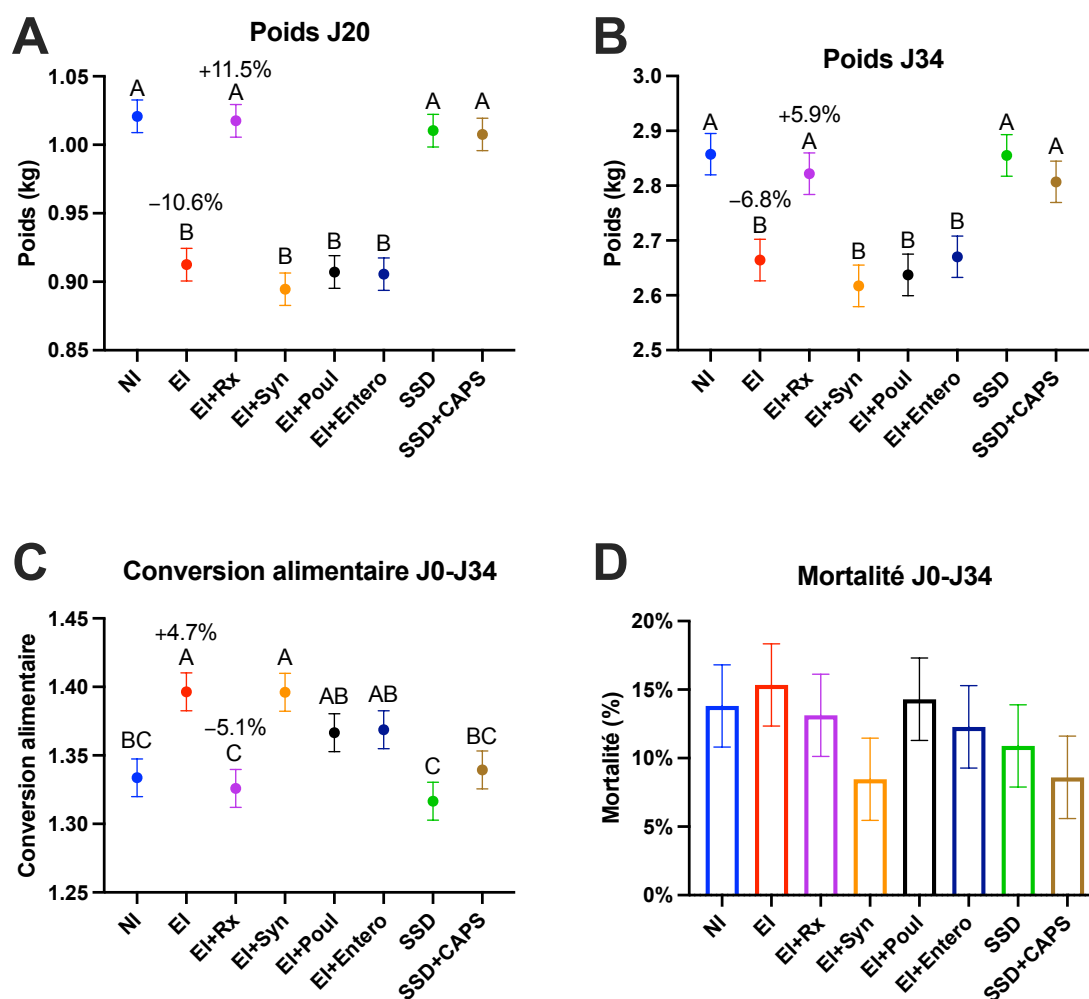 A
Poids J20
Poids (kg)
1.05
1.00
0.95
0.90
0.85
A
B
+11.5%
A
−10.6%
B
B
B
A
A
NI
EI
EI+Rx
EI+Syn
EI+Poul
EI+Entero
SSD
SSD+CAPS
B
Poids J34
Poids (kg)
3.0
2.9
2.8
2.7
2.6
2.5
A
−6.8%
B
+5.9%
A
B
B
B
A
A
NI
EI
EI+Rx
EI+Syn
EI+Poul
EI+Entero
SSD
SSD+CAPS
C
Conversion alimentaire J0-J34
Conversion alimentaire
1.45
1.40
1.35
1.30
1.25
BC
+4.7%
A
−5.1%
C
A
AB
AB
C
BC
NI
EI
EI+Rx
EI+Syn
EI+Poul
EI+Entero
SSD
SSD+CAPS
D
Mortalité J0-J34
Mortalité (%)
20%
15%
10%
5%
0%
NI
EI
EI+Rx
EI+Syn
EI+Poul
EI+Entero
SSD
SSD+CAPS